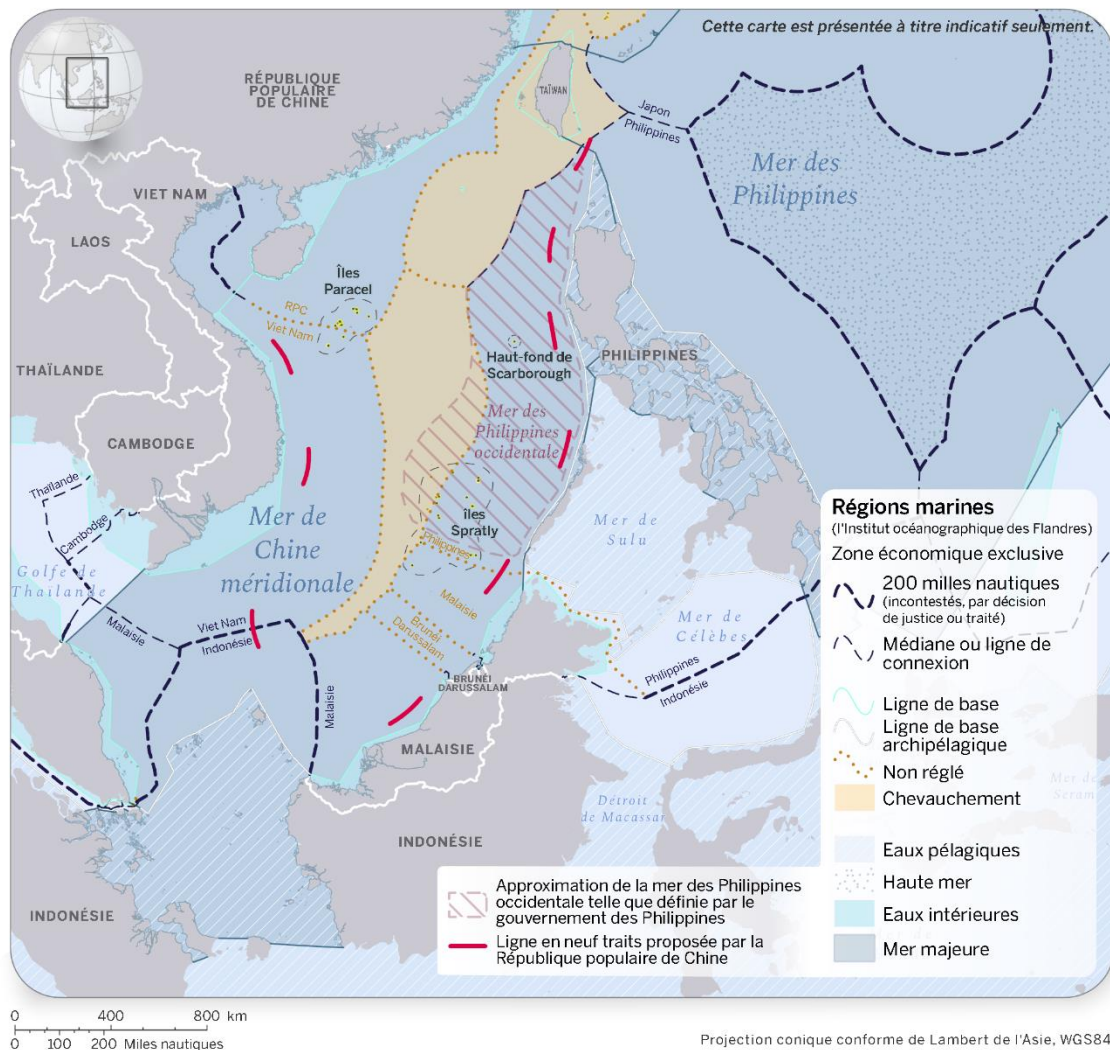 Cette carte est présentée à titre indicatif seulement.
RÉPUBLIQUE
POPULAIRE
DE CHINE
TAÏWAN
Japon
Philippines
Mer des
Philippines
VIET NAM
LAOS
Îles
Paracel
RPC
Viet Nam
Haut-fond de
Scarborough
PHILIPPINES
THAÏLANDE
CAMBODGE
Mer des
Philippines
occidentale
Thaïlande
Cambodge
Golfe de
Thaïlande
Malaisie
Mer de
Chine
méridionale
Îles
Spratly
Philippines
Malaisie
Brunéi
Darussalam
Mer de
Sulu
Mer de
Célèbes
Viet Nam
Indonésie
Malaisie
BRUNÉI
DARUSSALAM
MALAISIE
Philippines
Indonésie
Détroit
de Macassar
INDONÉSIE
INDONÉSIE
Mer de
Seram
Régions marines
(l'Institut océanographique des Flandres)
Zone économique exclusive
200 milles nautiques
(incontestés, par décision
de justice ou traité)
Médiane ou ligne de
connexion
Ligne de base
Ligne de base
archipélagique
Non réglé
Chevauchement
Eaux pélagiques
Haute mer
Eaux intérieures
Mer majeure
Approximation de la mer des Philippines
occidentale telle que définie par le
gouvernement des Philippines
Ligne en neuf traits proposée par la
République populaire de Chine
0 400 800 km
0 100 200 Miles nautiques
Projection conique conforme de Lambert de l'Asie, WGS84